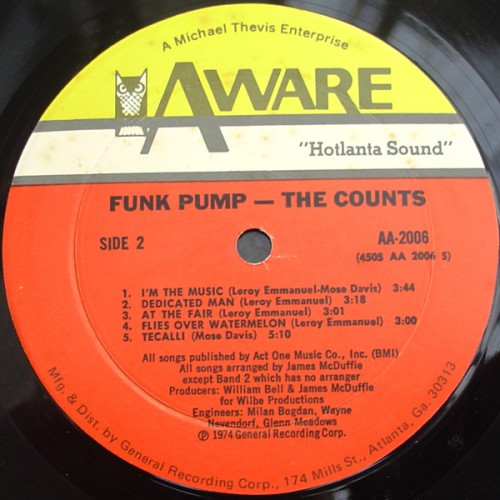 A Michael Thevis Enterprise
AWARE
"Hotlanta Sound"
FUNK PUMP — THE COUNTS
SIDE 2
AA-2006
(4505 AA 2006 S)
1. I'M THE MUSIC (Leroy Emmanuel-Mose Davis) 3:44
2. DEDICATED MAN (Leroy Emmanuel) 3:18
3. AT THE FAIR (Leroy Emmanuel) 3:01
4. FLIES OVER WATERMELON (Leroy Emmanuel) 3:00
5. TECALLI (Mose Davis) 5:10
All songs published by Act One Music Co., Inc. (BMI)
All songs arranged by James McDuffie
except Band 2 which has no arranger
Producers: William Bell & James McDuffie
for Wilbe Productions
Engineers: Milan Bogdan, Wayne
Nevendorf, Glenn Meadows
Ⓟ 1974 General Recording Corp.
Mfg. & Dist. by General Recording Corp., 174 Mills St., Atlanta, Ga. 30313